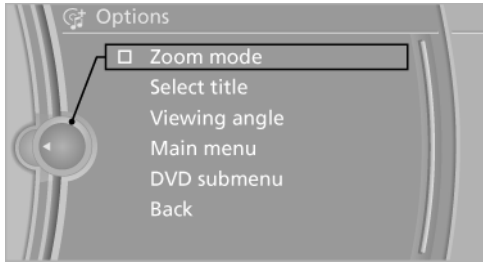 Options
Zoom mode
Select title
Viewing angle
Main menu
DVD submenu
Back